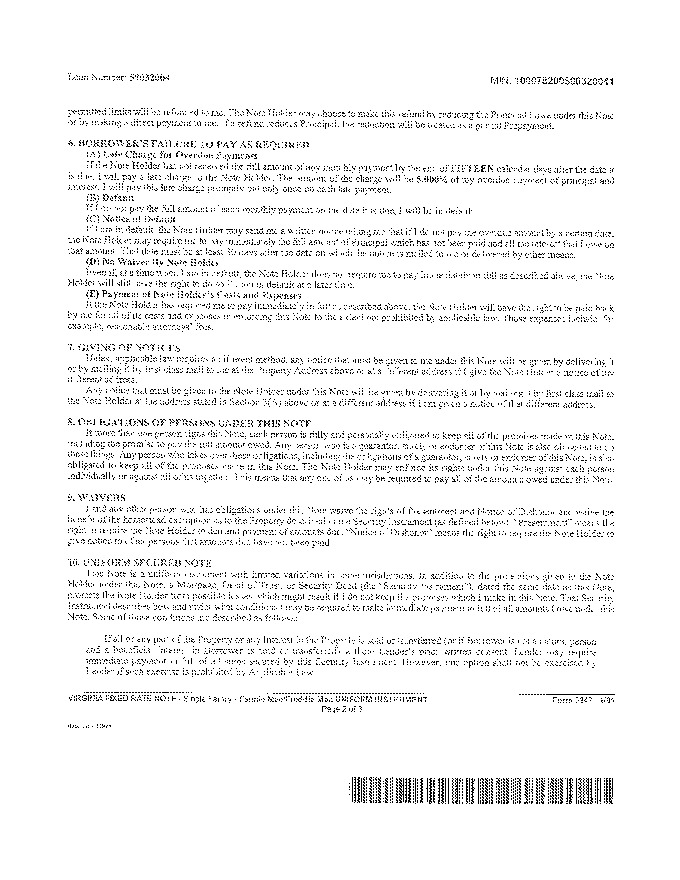 Loan Number:
MIN:
permitted limits will be refunded to me. The Note Holder may choose to make this refund by reducing the Principal I owe under this Note
or by making a direct payment to me. If a refund reduces Principal, the reduction will be treated as a partial Prepayment.
6. BORROWER'S FAILURE TO PAY AS REQUIRED
(A) Late Charge for Overdue Payments
If the Note Holder has not received the full amount of any monthly payment by the end of FIFTEEN calendar days after the date it
is due, I will pay a late charge to the Note Holder. The amount of the charge will be 5.000% of my overdue payment of principal and
interest. I will pay this late charge promptly but only once on each late payment.
(B) Default
If I do not pay the full amount of each monthly payment on the date it is due, I will be in default.
(C) Notice of Default
If I am in default, the Note Holder may send me a written notice telling me that if I do not pay the overdue amount by a certain date,
the Note Holder may require me to pay immediately the full amount of Principal which has not been paid and all the interest that I owe on
that amount. That date must be at least 30 days after the date on which the notice is mailed to me or delivered by other means.
(D) No Waiver By Note Holder
Even if, at a time when I am in default, the Note Holder does not require me to pay immediately in full as described above, the Note
Holder will still have the right to do so if I am in default at a later time.
(E) Payment of Note Holder's Costs and Expenses
If the Note Holder has required me to pay immediately in full as described above, the Note Holder will have the right to be paid back
by me for all of its costs and expenses in enforcing this Note to the extent not prohibited by applicable law. Those expenses include, for
example, reasonable attorneys' fees.
7. GIVING OF NOTICES
Unless applicable law requires a different method, any notice that must be given to me under this Note will be given by delivering it
or by mailing it by first class mail to me at the Property Address above or at a different address if I give the Note Holder a notice of my
different address.
Any notice that must be given to the Note Holder under this Note will be given by delivering it or by mailing it by first class mail to
the Note Holder at the address stated in Section 3(A) above or at a different address if I am given a notice of that different address.
8. OBLIGATIONS OF PERSONS UNDER THIS NOTE
If more than one person signs this Note, each person is fully and personally obligated to keep all of the promises made in this Note,
including the promise to pay the full amount owed. Any person who is a guarantor, surety or endorser of this Note is also obligated to do
these things. Any person who takes over these obligations, including the obligations of a guarantor, surety or endorser of this Note, is also
obligated to keep all of the promises made in this Note. The Note Holder may enforce its rights under this Note against each person
individually or against all of us together. This means that any one of us may be required to pay all of the amounts owed under this Note.
9. WAIVERS
I and any other person who has obligations under this Note waive the rights of Presentment and Notice of Dishonor and waive the
benefit of the homestead exemption as to the Property described in the Security Instrument (as defined below). "Presentment" means the
right to require the Note Holder to demand payment of amounts due. "Notice of Dishonor" means the right to require the Note Holder to
give notice to other persons that amounts due have not been paid.
10. UNIFORM SECURED NOTE
This Note is a uniform instrument with limited variations in some jurisdictions. In addition to the protections given to the Note
Holder under this Note, a Mortgage, Deed of Trust, or Security Deed (the "Security Instrument"), dated the same date as this Note,
protects the Note Holder from possible losses which might result if I do not keep the promises which I make in this Note. That Security
Instrument describes how and under what conditions I may be required to make immediate payment in full of all amounts I owe under this
Note. Some of those conditions are described as follows:
If all or any part of the Property or any Interest in the Property is sold or transferred (or if Borrower is not a natural person
and a beneficial interest in Borrower is sold or transferred) without Lender's prior written consent, Lender may require
immediate payment in full of all sums secured by this Security Instrument. However, this option shall not be exercised by
Lender if such exercise is prohibited by Applicable Law.
VIRGINIA FIXED RATE NOTE - Single Family - Fannie Mae/Freddie Mac UNIFORM INSTRUMENT
Page 2 of 3